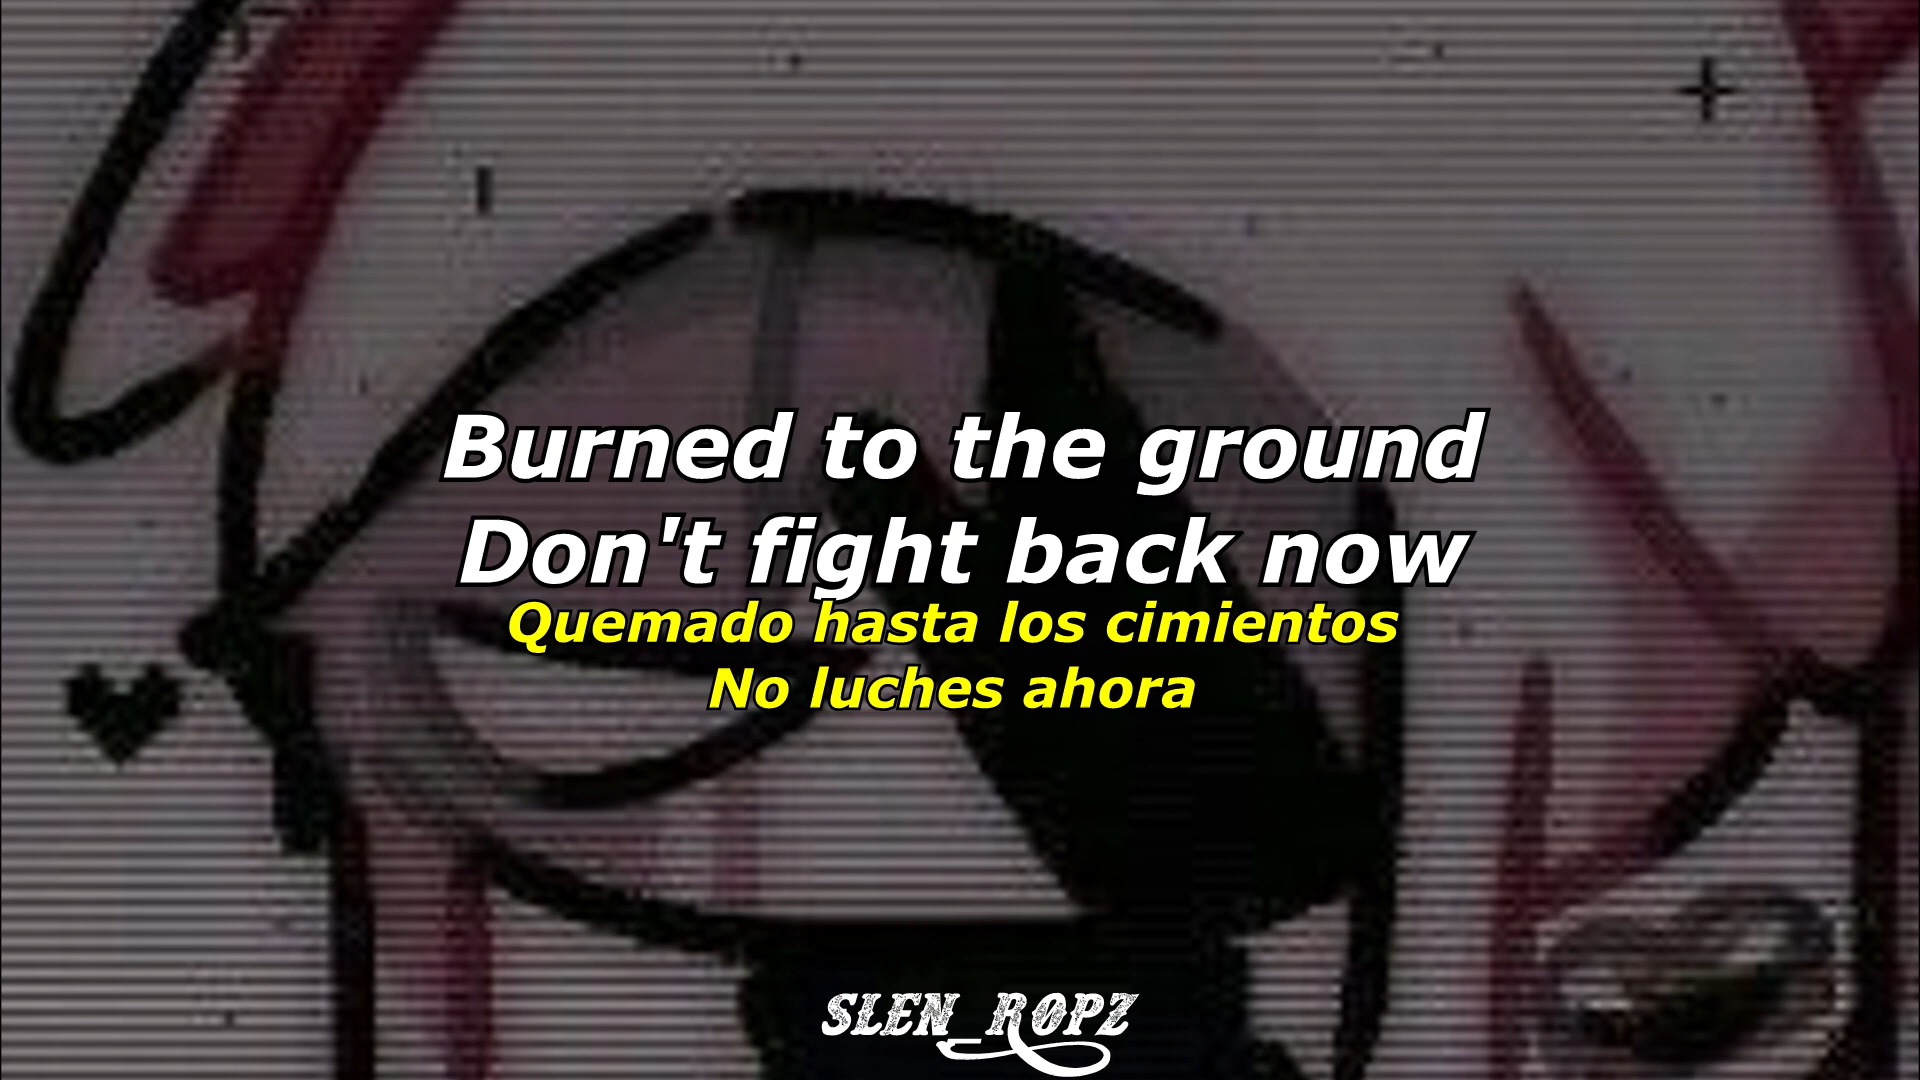 Burned to the ground
Don't fight back now
Quemado hasta los cimientos
No luches ahora
SLEN_ROPZ